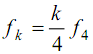 f_k = \frac{k}{4} f_4